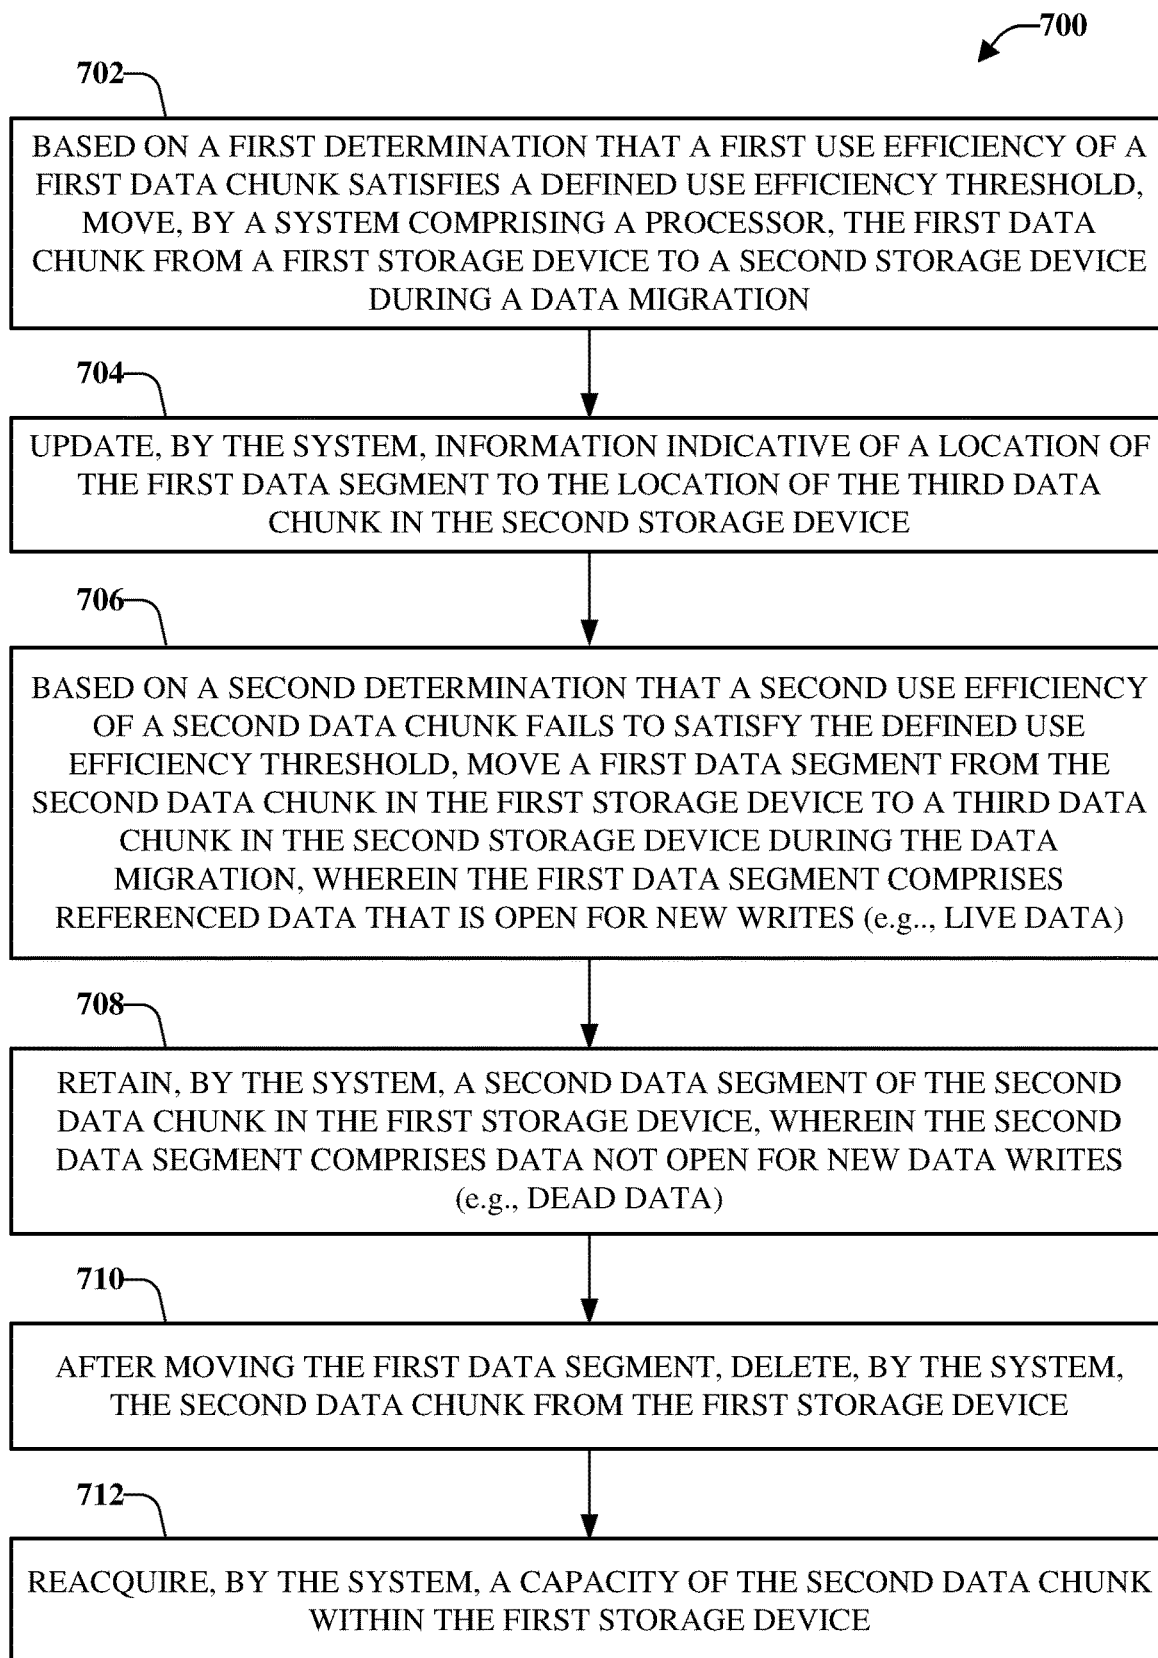 700
702
BASED ON A FIRST DETERMINATION THAT A FIRST USE EFFICIENCY OF A
FIRST DATA CHUNK SATISFIES A DEFINED USE EFFICIENCY THRESHOLD,
MOVE, BY A SYSTEM COMPRISING A PROCESSOR, THE FIRST DATA
CHUNK FROM A FIRST STORAGE DEVICE TO A SECOND STORAGE DEVICE
DURING A DATA MIGRATION
704
UPDATE, BY THE SYSTEM, INFORMATION INDICATIVE OF A LOCATION OF
THE FIRST DATA SEGMENT TO THE LOCATION OF THE THIRD DATA
CHUNK IN THE SECOND STORAGE DEVICE
706
BASED ON A SECOND DETERMINATION THAT A SECOND USE EFFICIENCY
OF A SECOND DATA CHUNK FAILS TO SATISFY THE DEFINED USE
EFFICIENCY THRESHOLD, MOVE A FIRST DATA SEGMENT FROM THE
SECOND DATA CHUNK IN THE FIRST STORAGE DEVICE TO A THIRD DATA
CHUNK IN THE SECOND STORAGE DEVICE DURING THE DATA
MIGRATION, WHEREIN THE FIRST DATA SEGMENT COMPRISES
REFERENCED DATA THAT IS OPEN FOR NEW WRITES (e.g.., LIVE DATA)
708
RETAIN, BY THE SYSTEM, A SECOND DATA SEGMENT OF THE SECOND
DATA CHUNK IN THE FIRST STORAGE DEVICE, WHEREIN THE SECOND
DATA SEGMENT COMPRISES DATA NOT OPEN FOR NEW DATA WRITES
(e.g., DEAD DATA)
710
AFTER MOVING THE FIRST DATA SEGMENT, DELETE, BY THE SYSTEM,
THE SECOND DATA CHUNK FROM THE FIRST STORAGE DEVICE
712
REACQUIRE, BY THE SYSTEM, A CAPACITY OF THE SECOND DATA CHUNK
WITHIN THE FIRST STORAGE DEVICE